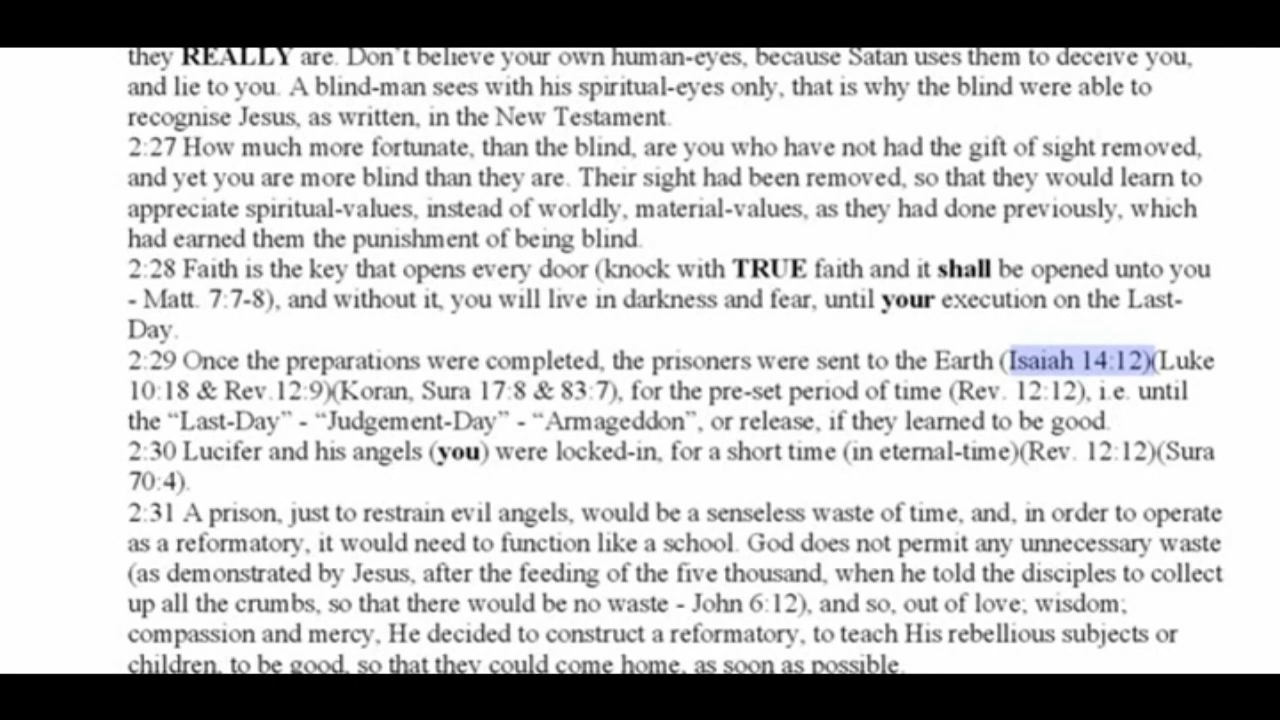 they REALLY are. Don't believe your own human-eyes, because Satan uses them to deceive you,
and lie to you. A blind-man sees with his spiritual-eyes only, that is why the blind were able to
recognise Jesus, as written, in the New Testament.
2:27 How much more fortunate, than the blind, are you who have not had the gift of sight removed,
and yet you are more blind than they are. Their sight had been removed, so that they would learn to
appreciate spiritual-values, instead of worldly, material-values, as they had done previously, which
had earned them the punishment of being blind.
2:28 Faith is the key that opens every door (knock with TRUE faith and it shall be opened unto you
- Matt. 7:7-8), and without it, you will live in darkness and fear, until your execution on the Last-
Day.
2:29 Once the preparations were completed, the prisoners were sent to the Earth (Isaiah 14:12)(Luke
10:18 & Rev.12:9)(Koran, Sura 17:8 & 83:7), for the pre-set period of time (Rev. 12:12), i.e. until
the “Last-Day” - “Judgement-Day” - “Armageddon”, or release, if they learned to be good.
2:30 Lucifer and his angels (you) were locked-in, for a short time (in eternal-time)(Rev. 12:12)(Sura
70:4).
2:31 A prison, just to restrain evil angels, would be a senseless waste of time, and, in order to operate
as a reformatory, it would need to function like a school. God does not permit any unnecessary waste
(as demonstrated by Jesus, after the feeding of the five thousand, when he told the disciples to collect
up all the crumbs, so that there would be no waste - John 6:12), and so, out of love; wisdom;
compassion and mercy, He decided to construct a reformatory, to teach His rebellious subjects or
children, to be good, so that they could come home, as soon as possible.